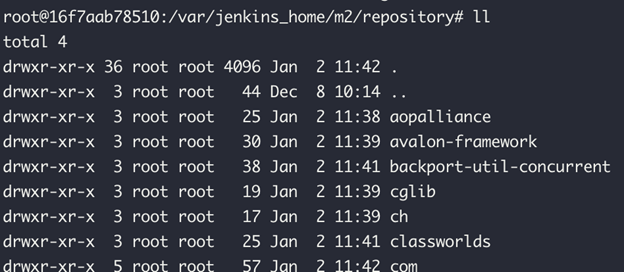 root@16f7aab78510:/var/jenkins_home/m2/repository# ll
total 4
drwxr-xr-x 36 root root 4096 Jan  2 11:42 .
drwxr-xr-x  3 root root   44 Dec  8 10:14 ..
drwxr-xr-x  3 root root   25 Jan  2 11:38 aopalliance
drwxr-xr-x  3 root root   30 Jan  2 11:39 avalon-framework
drwxr-xr-x  3 root root   38 Jan  2 11:41 backport-util-concurrent
drwxr-xr-x  3 root root   19 Jan  2 11:39 cglib
drwxr-xr-x  3 root root   17 Jan  2 11:39 ch
drwxr-xr-x  3 root root   25 Jan  2 11:41 classworlds
drwxr-xr-x  5 root root   57 Jan  2 11:42 com